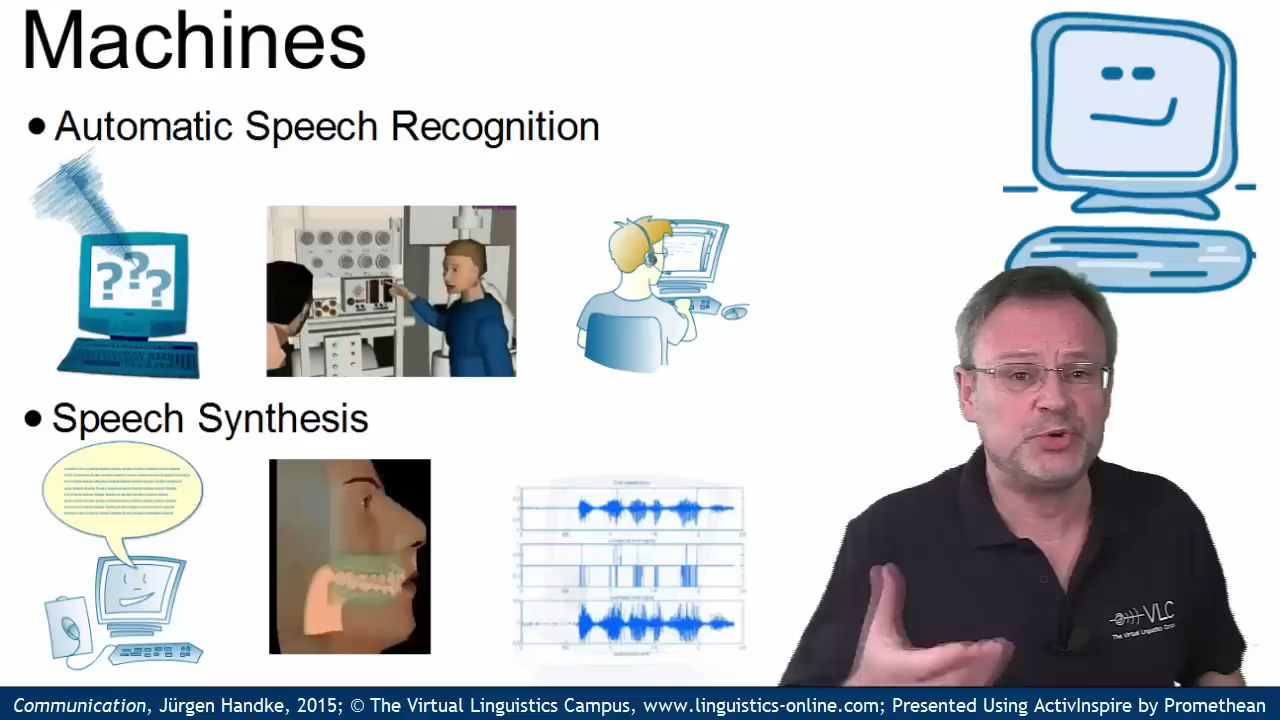 Machines
• Automatic Speech Recognition
? ? ?
• Speech Synthesis
VLC
The Virtual Linguistics Campus
Communication, Jürgen Handke, 2015; © The Virtual Linguistics Campus, www.linguistics-online.com; Presented Using ActivInspire by Promethean